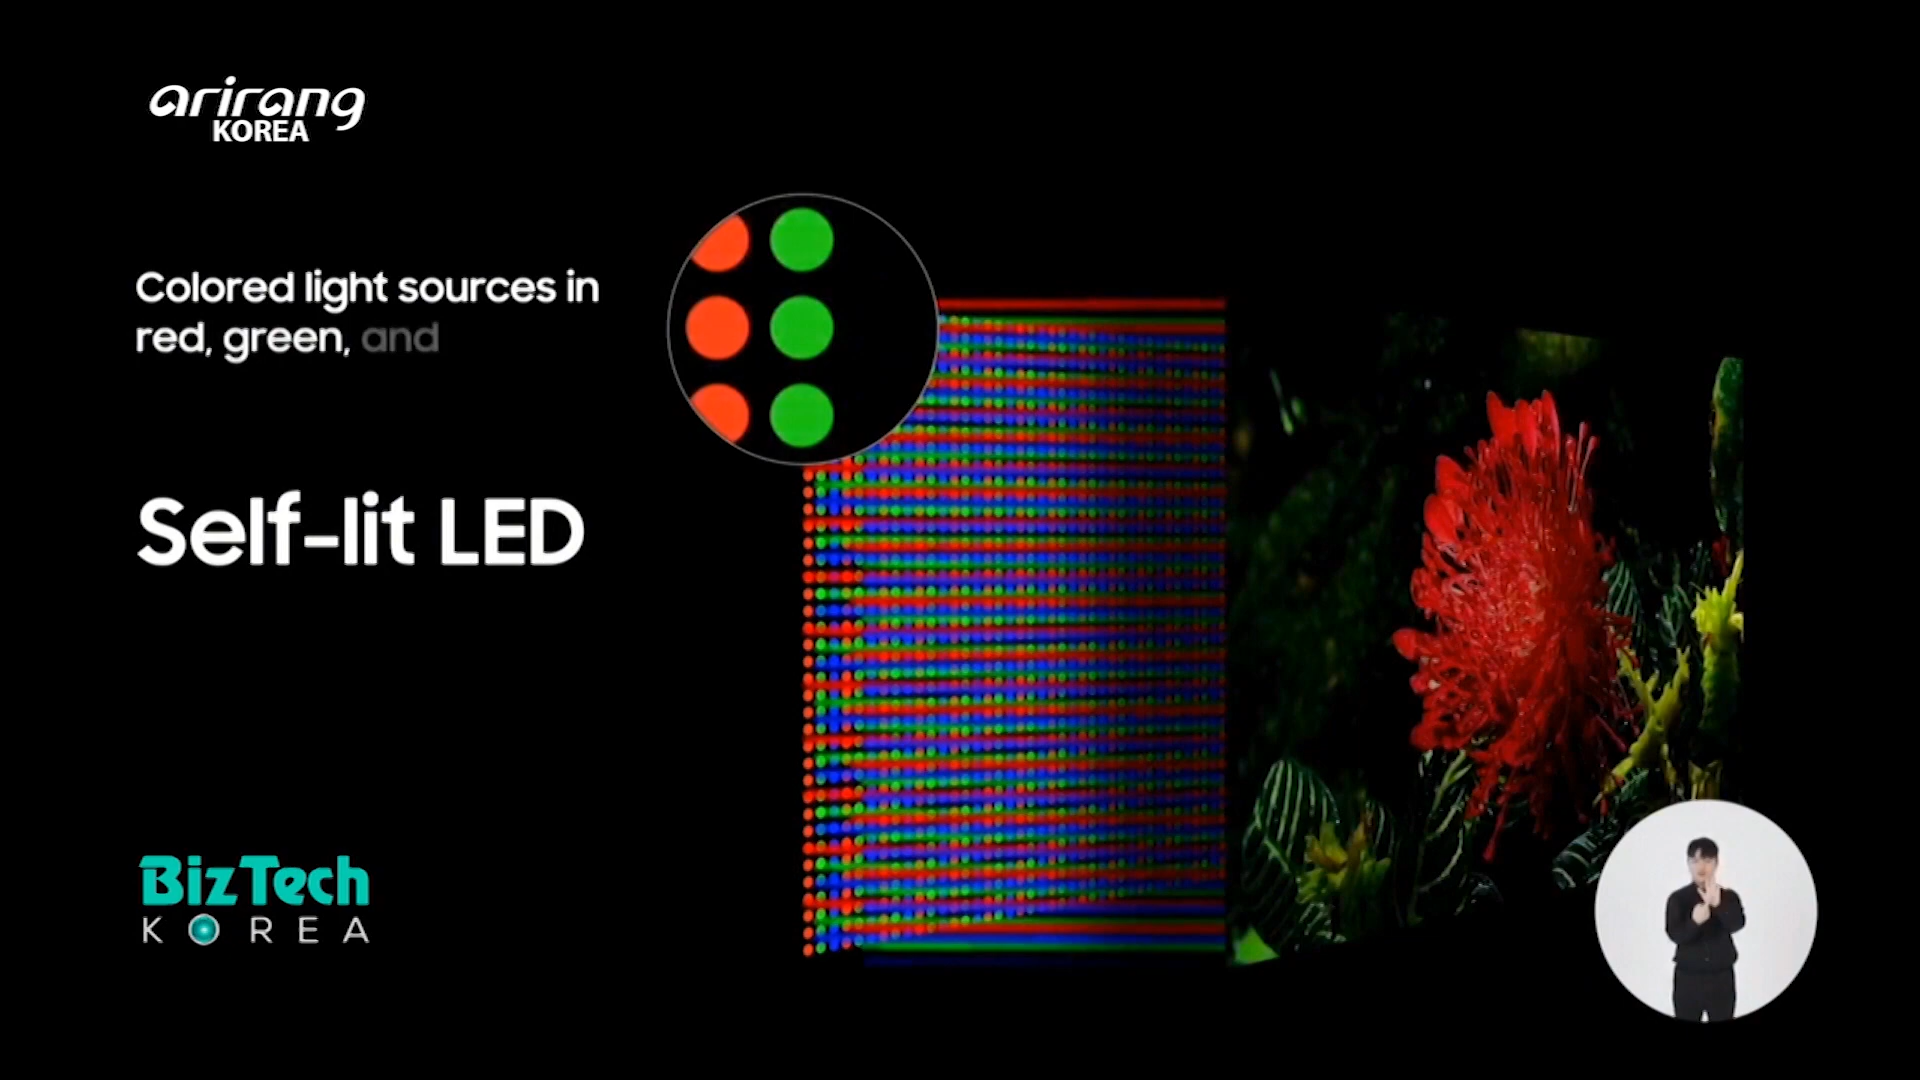 arirang
KOREA
Colored light sources in
red, green, and
Self-lit LED
BizTech
KOREA